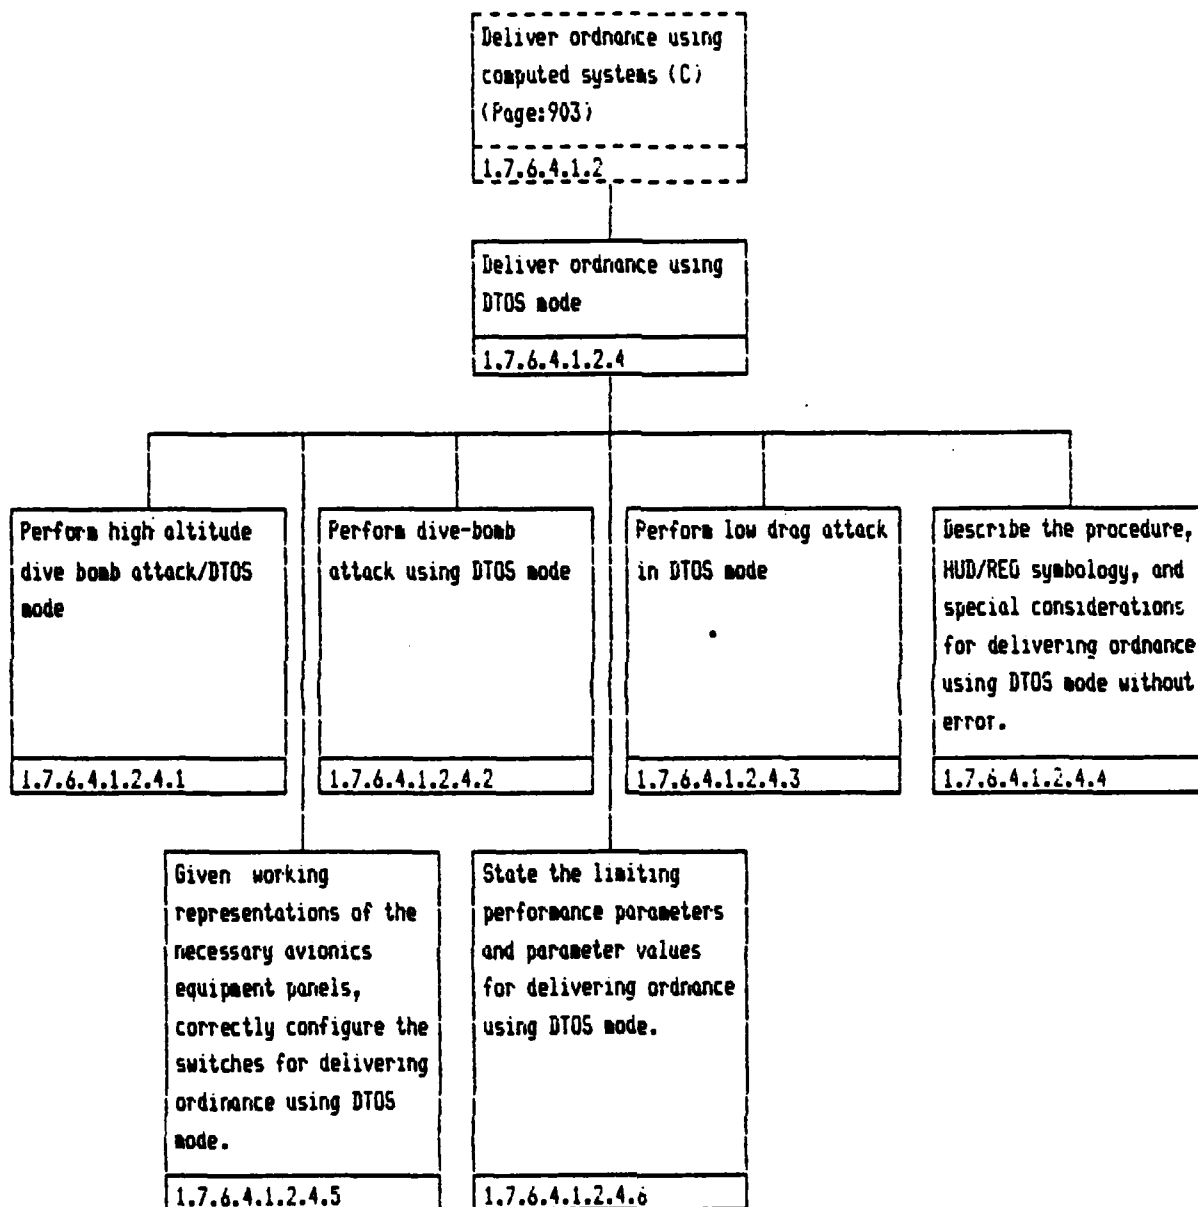 Deliver ordnance using
computed systems (C)
(Page:903)
1.7.6.4.1.2
Deliver ordnance using
DTOS mode
1.7.6.4.1.2.4
Perform high altitude
dive bomb attack/DTOS
mode
1.7.6.4.1.2.4.1
Perform dive-bomb
attack using DTOS mode
1.7.6.4.1.2.4.2
Perform low drag attack
in DTOS mode
1.7.6.4.1.2.4.3
Describe the procedure,
HUD/REO symbology, and
special considerations
for delivering ordnance
using DTOS mode without
error.
1.7.6.4.1.2.4.4
Given working
representations of the
necessary avionics
equipment panels,
correctly configure the
switches for delivering
ordinance using DTOS
mode.
1.7.6.4.1.2.4.5
State the limiting
performance parameters
and parameter values
for delivering ordnance
using DTOS mode.
1.7.6.4.1.2.4.6